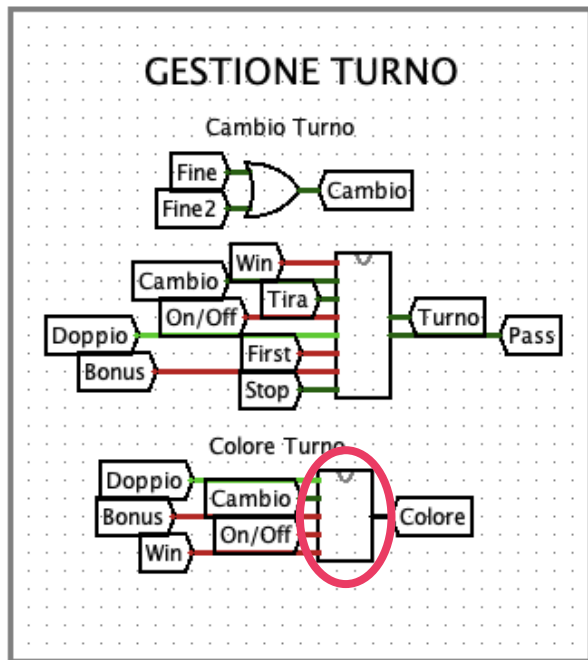 GESTIONE TURNO
Cambio Turno
Fine
Fine2
Cambio
Win
Cambio
Tira
On/Off
Turno
Doppio
Pass
First
Bonus
Stop
Colore Turno
Doppio
Cambio
Bonus
Colore
On/Off
Win